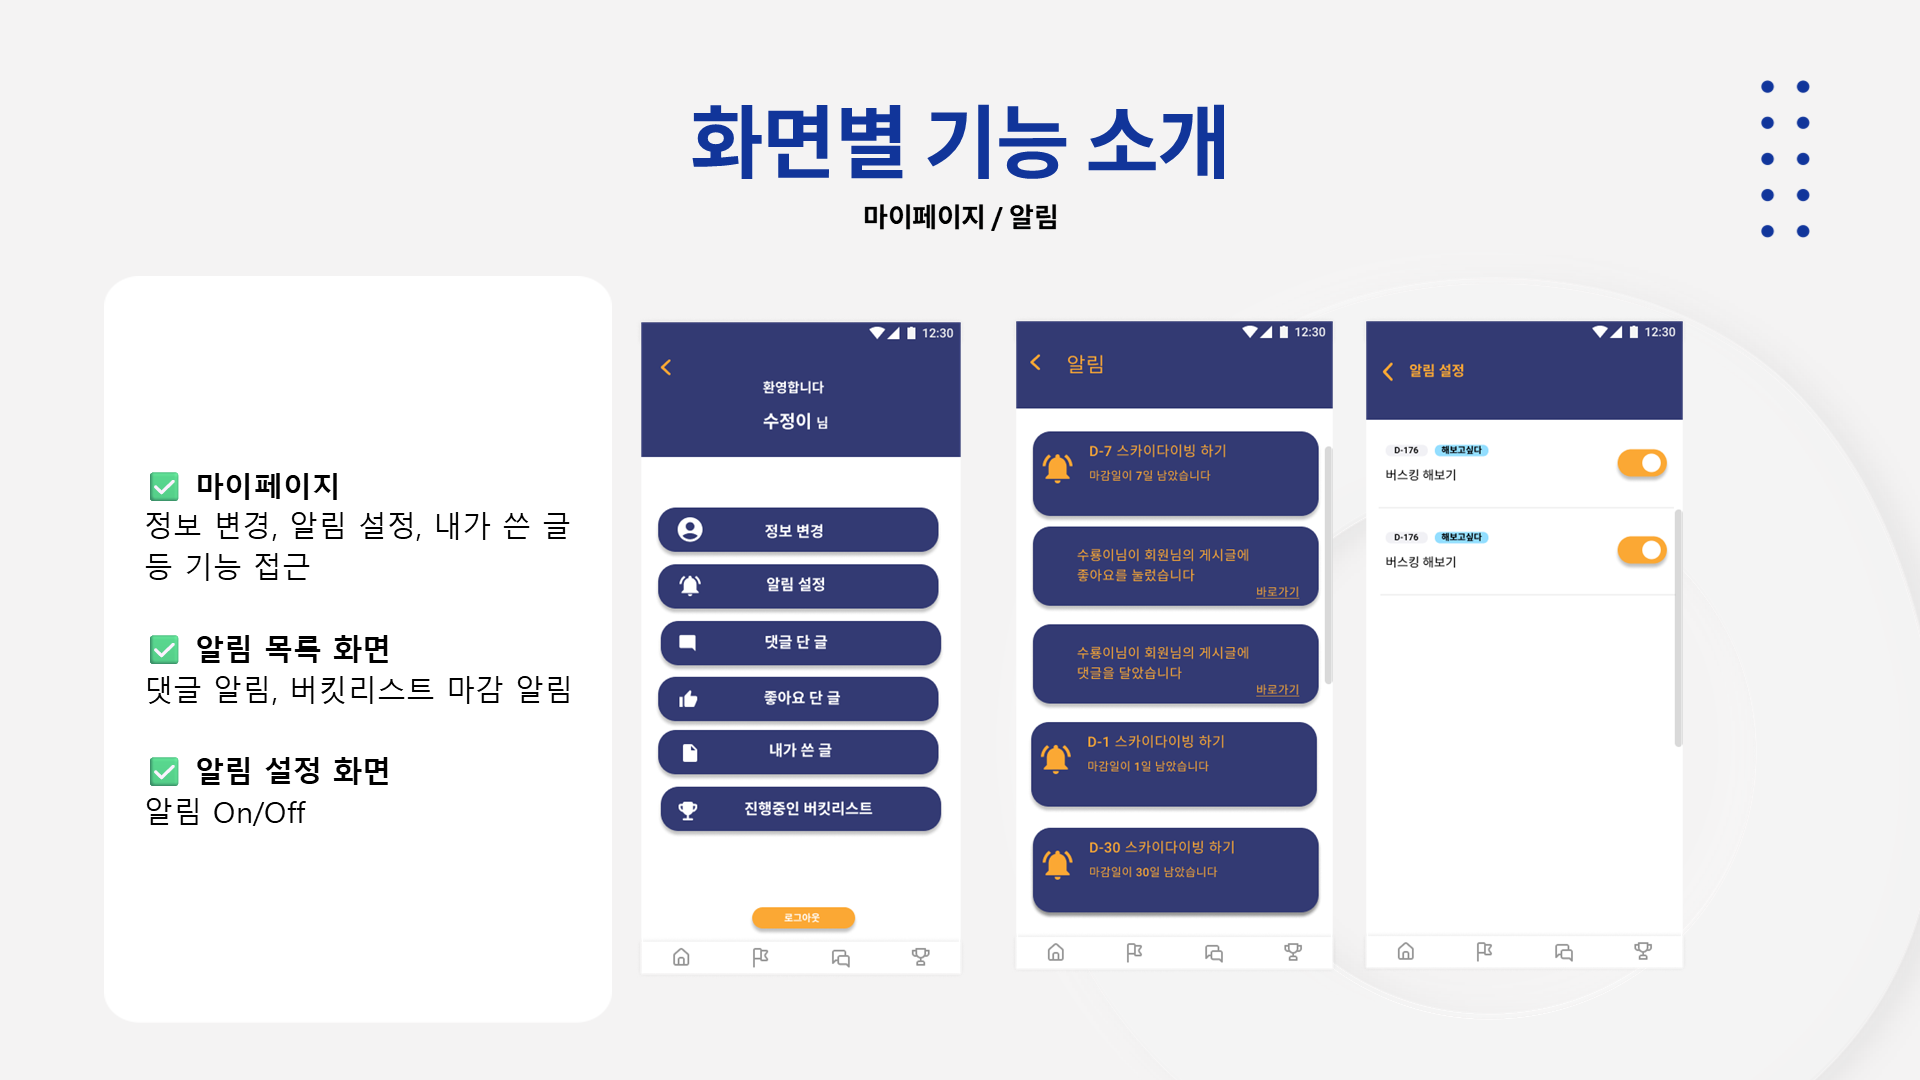 화면별 기능 소개
마이페이지 / 알림
✅ 마이페이지
정보 변경, 알림 설정, 내가 쓴 글
등 기능 접근
✅ 알림 목록 화면
댓글 알림, 버킷리스트 마감 알림
✅ 알림 설정 화면
알림 On/Off
12:30
환영합니다
수정이 님
정보 변경
알림 설정
댓글 단 글
좋아요 단 글
내가 쓴 글
진행중인 버킷리스트
로그아웃
12:30
알림
D-7 스카이다이빙 하기
마감일이 7일 남았습니다
수룡이님이 회원님의 게시글에
좋아요를 눌렀습니다
바로가기
수룡이님이 회원님의 게시글에
댓글을 달았습니다
바로가기
D-1 스카이다이빙 하기
마감일이 1일 남았습니다
D-30 스카이다이빙 하기
마감일이 30일 남았습니다
12:30
알림 설정
D-176 해보고싶다
버스킹 해보기
D-176 해보고싶다
버스킹 해보기